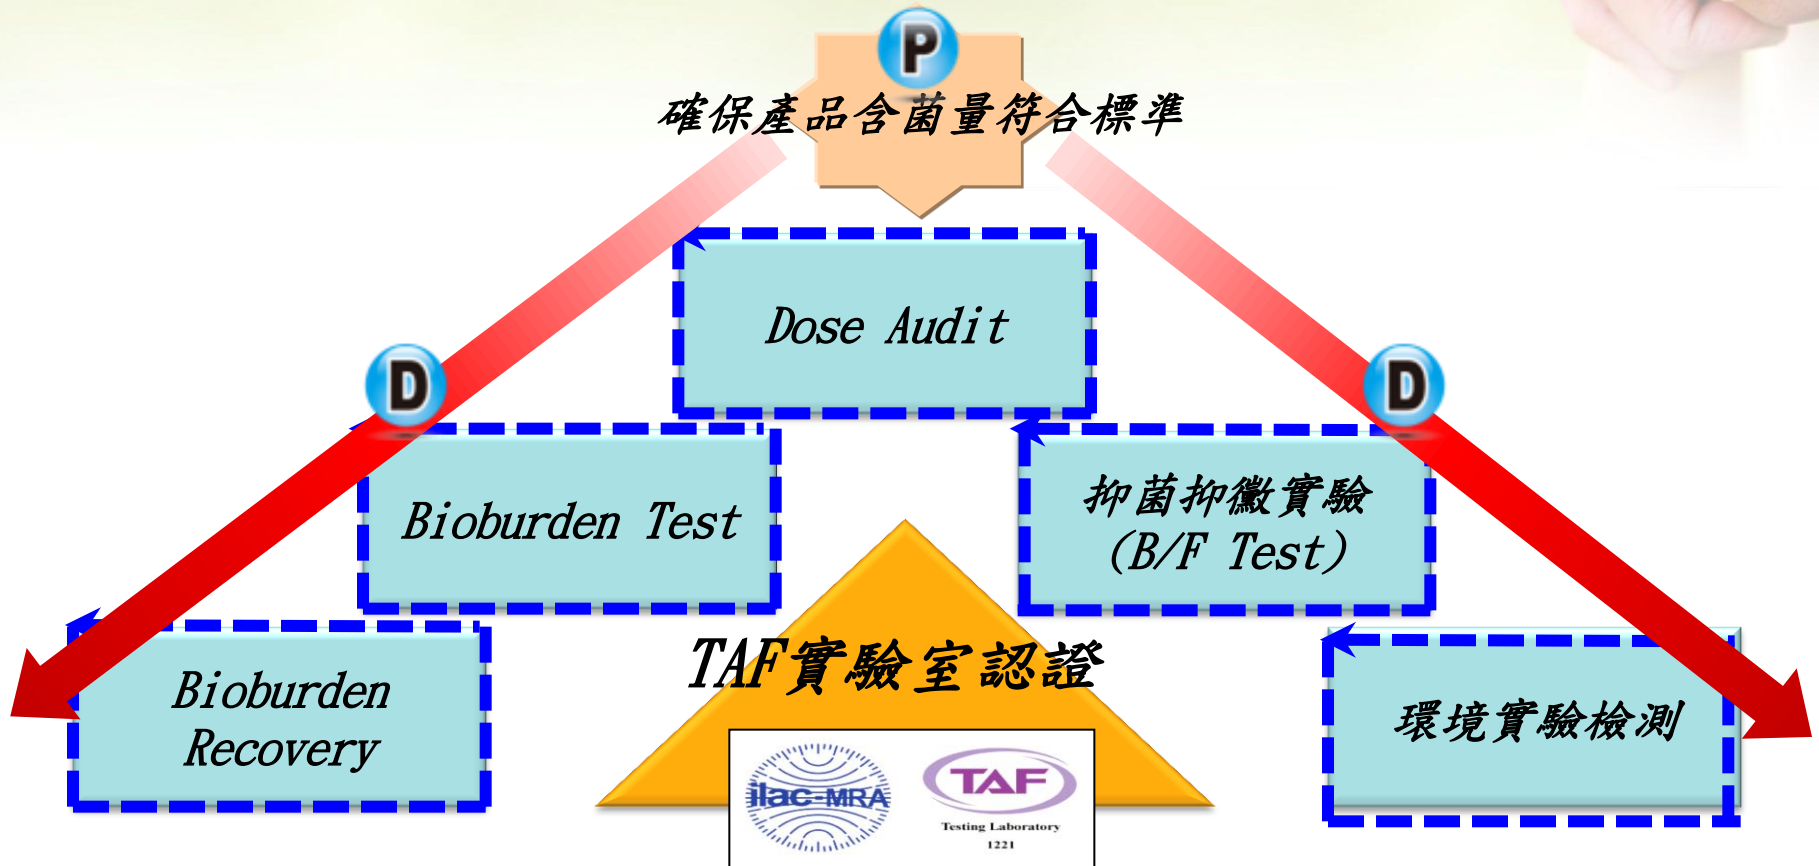 P
確保產品含菌量符合標準
Dose Audit
D
D
Bioburden Test
抑菌抑黴實驗
(B/F Test)
Bioburden
Recovery
TAF實驗室認證
環境實驗檢測
ilac-MRA
TAF
Testing Laboratory
1221